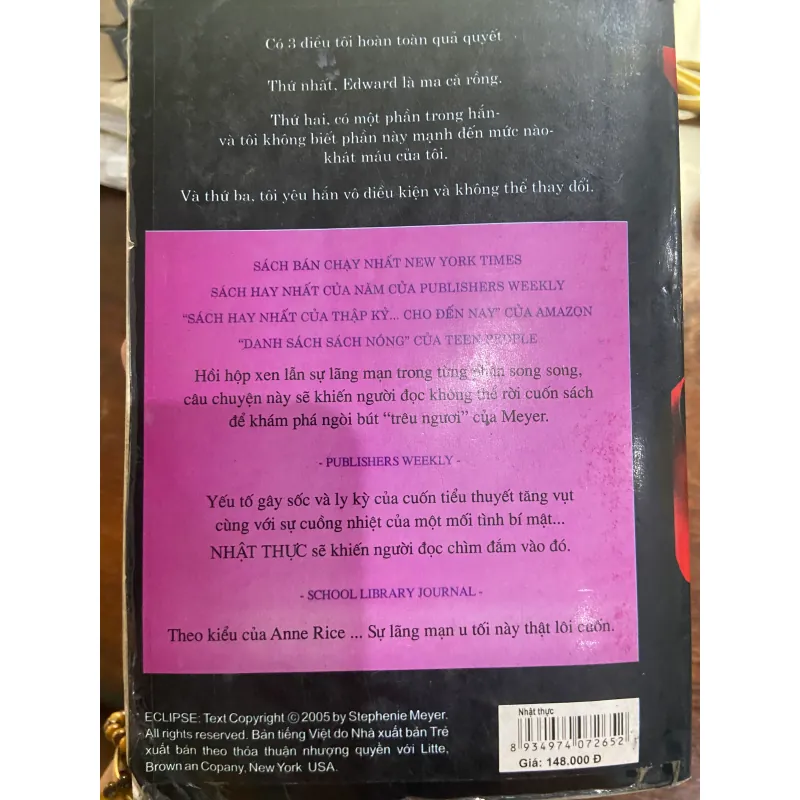 Có 3 điều tôi hoàn toàn quả quyết
Thứ nhất, Edward là ma cà rồng.
Thứ hai, có một phần trong hắn-
và tôi không biết phần này mạnh đến mức nào-
khát máu của tôi.
Và thứ ba, tôi yêu hắn vô điều kiện và không thể thay đổi.
SÁCH BÁN CHẠY NHẤT NEW YORK TIMES
SÁCH HAY NHẤT CỦA NĂM CỦA PUBLISHERS WEEKLY
“SÁCH HAY NHẤT CỦA THẬP KỶ... CHO ĐẾN NAY” CỦA AMAZON
“DANH SÁCH SÁCH NÓNG” CỦA TEEN PEOPLE
Hồi hộp xen lẫn sự lãng mạn trong từng phần song song,
câu chuyện này sẽ khiến người đọc không thể rời cuốn sách
để khám phá ngòi bút “trêu ngươi” của Meyer.
- PUBLISHERS WEEKLY -
Yếu tố gây sốc và ly kỳ của cuốn tiểu thuyết tăng vụt
cùng với sự cuồng nhiệt của một mối tình bí mật...
NHẬT THỰC sẽ khiến người đọc chìm đắm vào đó.
- SCHOOL LIBRARY JOURNAL -
Theo kiểu của Anne Rice ... Sự lãng mạn u tối này thật lôi cuốn.
ECLIPSE: Text Copyright © 2005 by Stephenie Meyer.
All rights reserved. Bản tiếng Việt do Nhà xuất bản Trẻ
xuất bản theo thỏa thuận nhượng quyền với Litte,
Brown an Copany, New York USA.
Nhật thực
8 934974 072652
Giá: 148.000 Đ